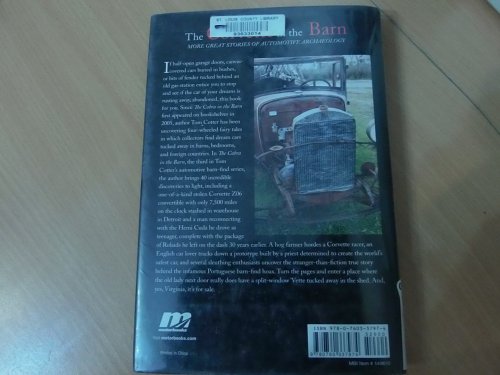 ST. LOUIS COUNTY LIBRARY
The
the Barn
MORE GREAT STORIES OF AUTOMOTIVE ARCHAEOLOGY
If half-open garage doors, canvas-
covered cars buried in bushes,
or bits of fender tucked behind an
old gas station entice you to stop
and see if the car of your dreams is
rusting away, abandoned, this book
for you. Since The Cobra in the Barn
first appeared on bookshelves in
2005, author Tom Cotter has been
uncovering four-wheeled fairy tales
in which collectors find dream cars
tucked away in barns, bedrooms,
and foreign countries. In The Cobra
in the Barn, the third in Tom
Cotter's automotive barn-find series,
the author brings 40 incredible
discoveries to light, including a
one-of-a-kind stolen Corvette Z06
convertible with only 7,500 miles
on the clock stashed in warehouse
in Detroit and a man reconnecting
with the Hemi Cuda he drove as
teenager, complete with the package
of Rolaids he left on the dash 30 years earlier. A hog farmer hordes a Corvette racer, an
English cat lover trucks down a prototype built by a priest determined to create the world's
safest car, and several sleuthing enthusiasts uncover the stranger-than-fiction true story
behind the infamous Portuguese barn-find hoax. Turn the pages and enter a place where
the old lady next door really does have a split-window 'Vette tucked away in the shed. And,
yes, Virginia, it's for sale.
m
motorbooks
Visit motorbooks.com
Printed in China
ISBN 978-0-7603-3797-4
9 780760 337974